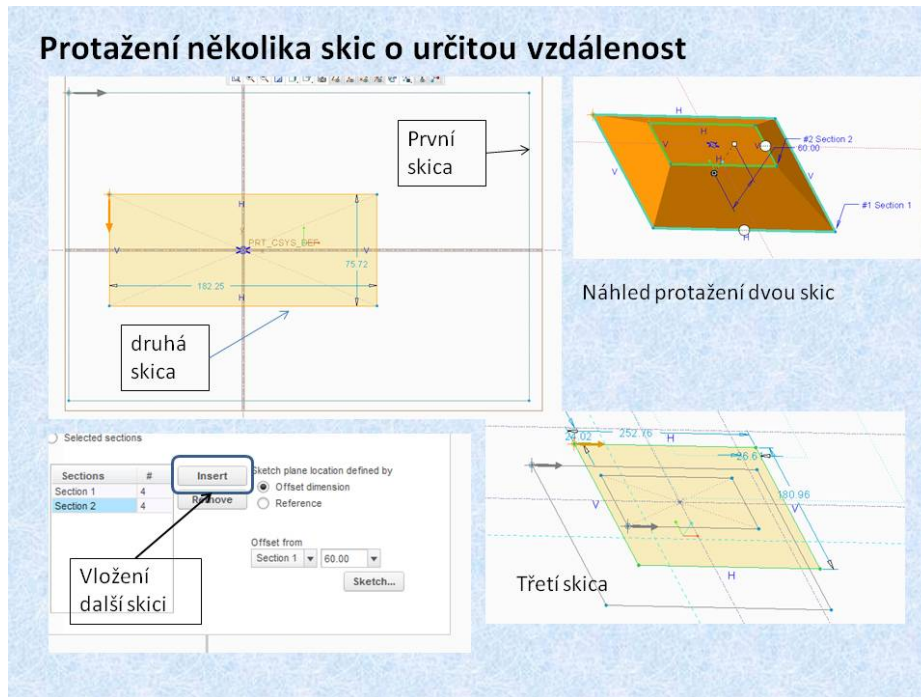 Protažení několika skic o určitou vzdálenost
První
skica
H
V
PRT_CSYS_DEF
V
75.72
182.25
H
druhá
skica
H
H
#2 Section 2
V
V
60.00
H
V
V
#1 Section 1
H
Náhled protažení dvou skic
Selected sections
Sections #
Section 1 4
Section 2 4
Insert
Remove
Sketch plane location defined by
Offset dimension
Reference
Offset from
Section 1 60.00
Sketch...
Vložení
další skici
24.02
252.76
H
26.61
V
180.96
V
H
Třetí skica